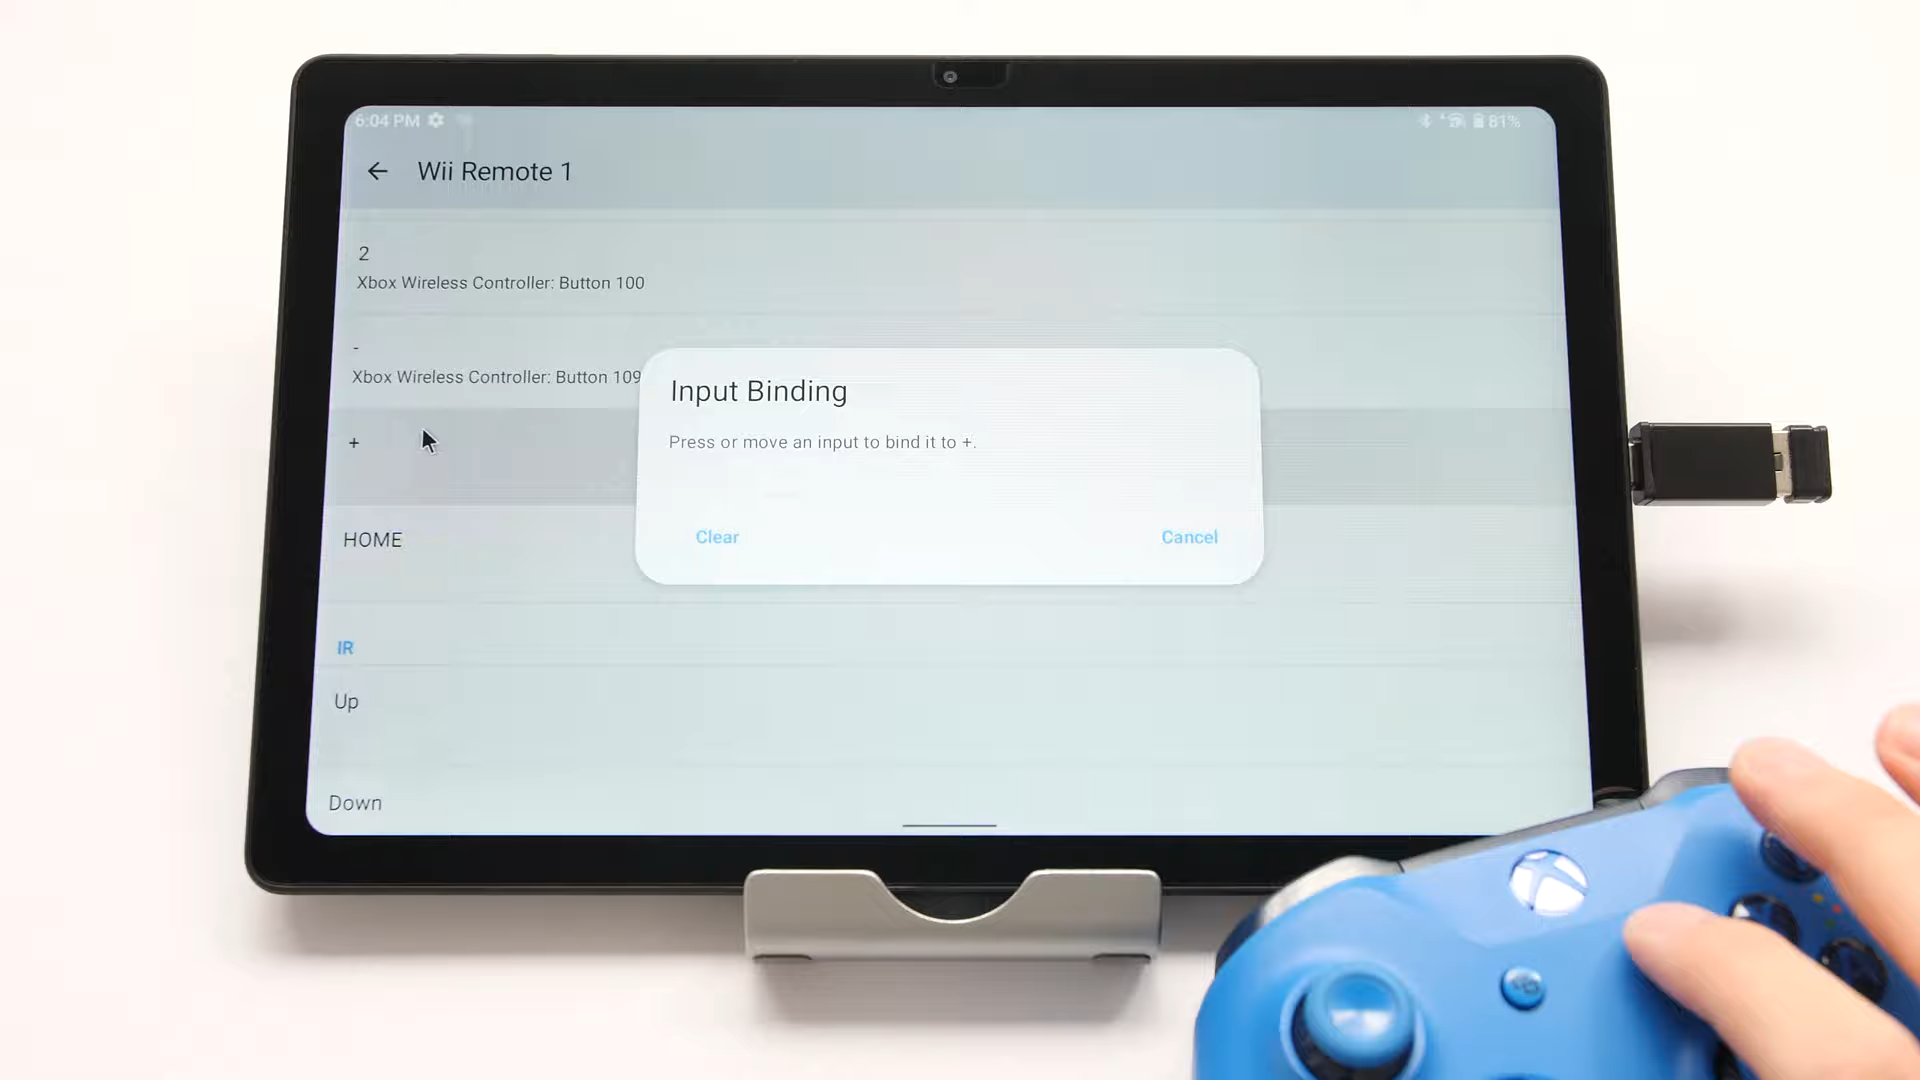 6:04 PM
81%
Wii Remote 1
2
Xbox Wireless Controller: Button 100
-
Xbox Wireless Controller: Button 109
+
HOME
IR
Up
Down
Input Binding
Press or move an input to bind it to +.
Clear
Cancel